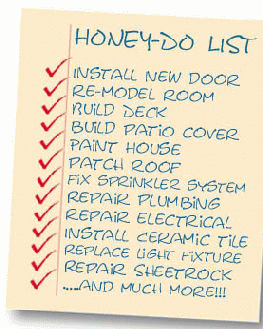 HONEY-DO LIST
INSTALL NEW DOOR
RE-MODEL ROOM
BUILD DECK
BUILD PATIO COVER
PAINT HOUSE
PATCH ROOF
FIX SPRINKLER SYSTEM
REPAIR PLUMBING
REPAIR ELECTRICAL
INSTALL CERAMIC TILE
REPLACE LIGHT FIXTURE
REPAIR SHEETROCK
.....AND MUCH MORE!!!